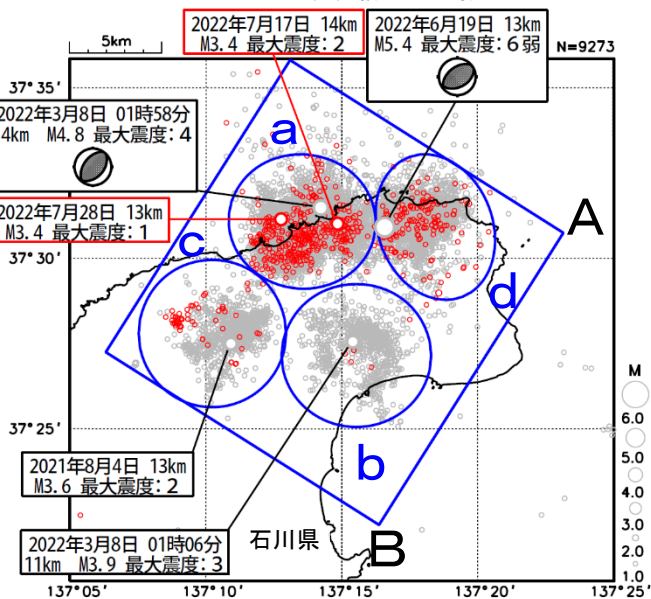 5km
2022年7月17日 14km
M3.4 最大震度:2
2022年6月19日 13km
M5.4 最大震度:6弱
N=9273
37°35′
2022年3月8日 01時58分
4km M4.8 最大震度:4
a
2022年7月28日 13km
M3.4 最大震度:1
A
c
37°30′
d
M
6.0
5.0
4.0
3.0
2.0
1.0
37°25′
2021年8月4日 13km
M3.6 最大震度:2
b
2022年3月8日 01時06分
11km M3.9 最大震度:3
石川県
B
137°05′
137°10′
137°15′
137°20′
137°25′